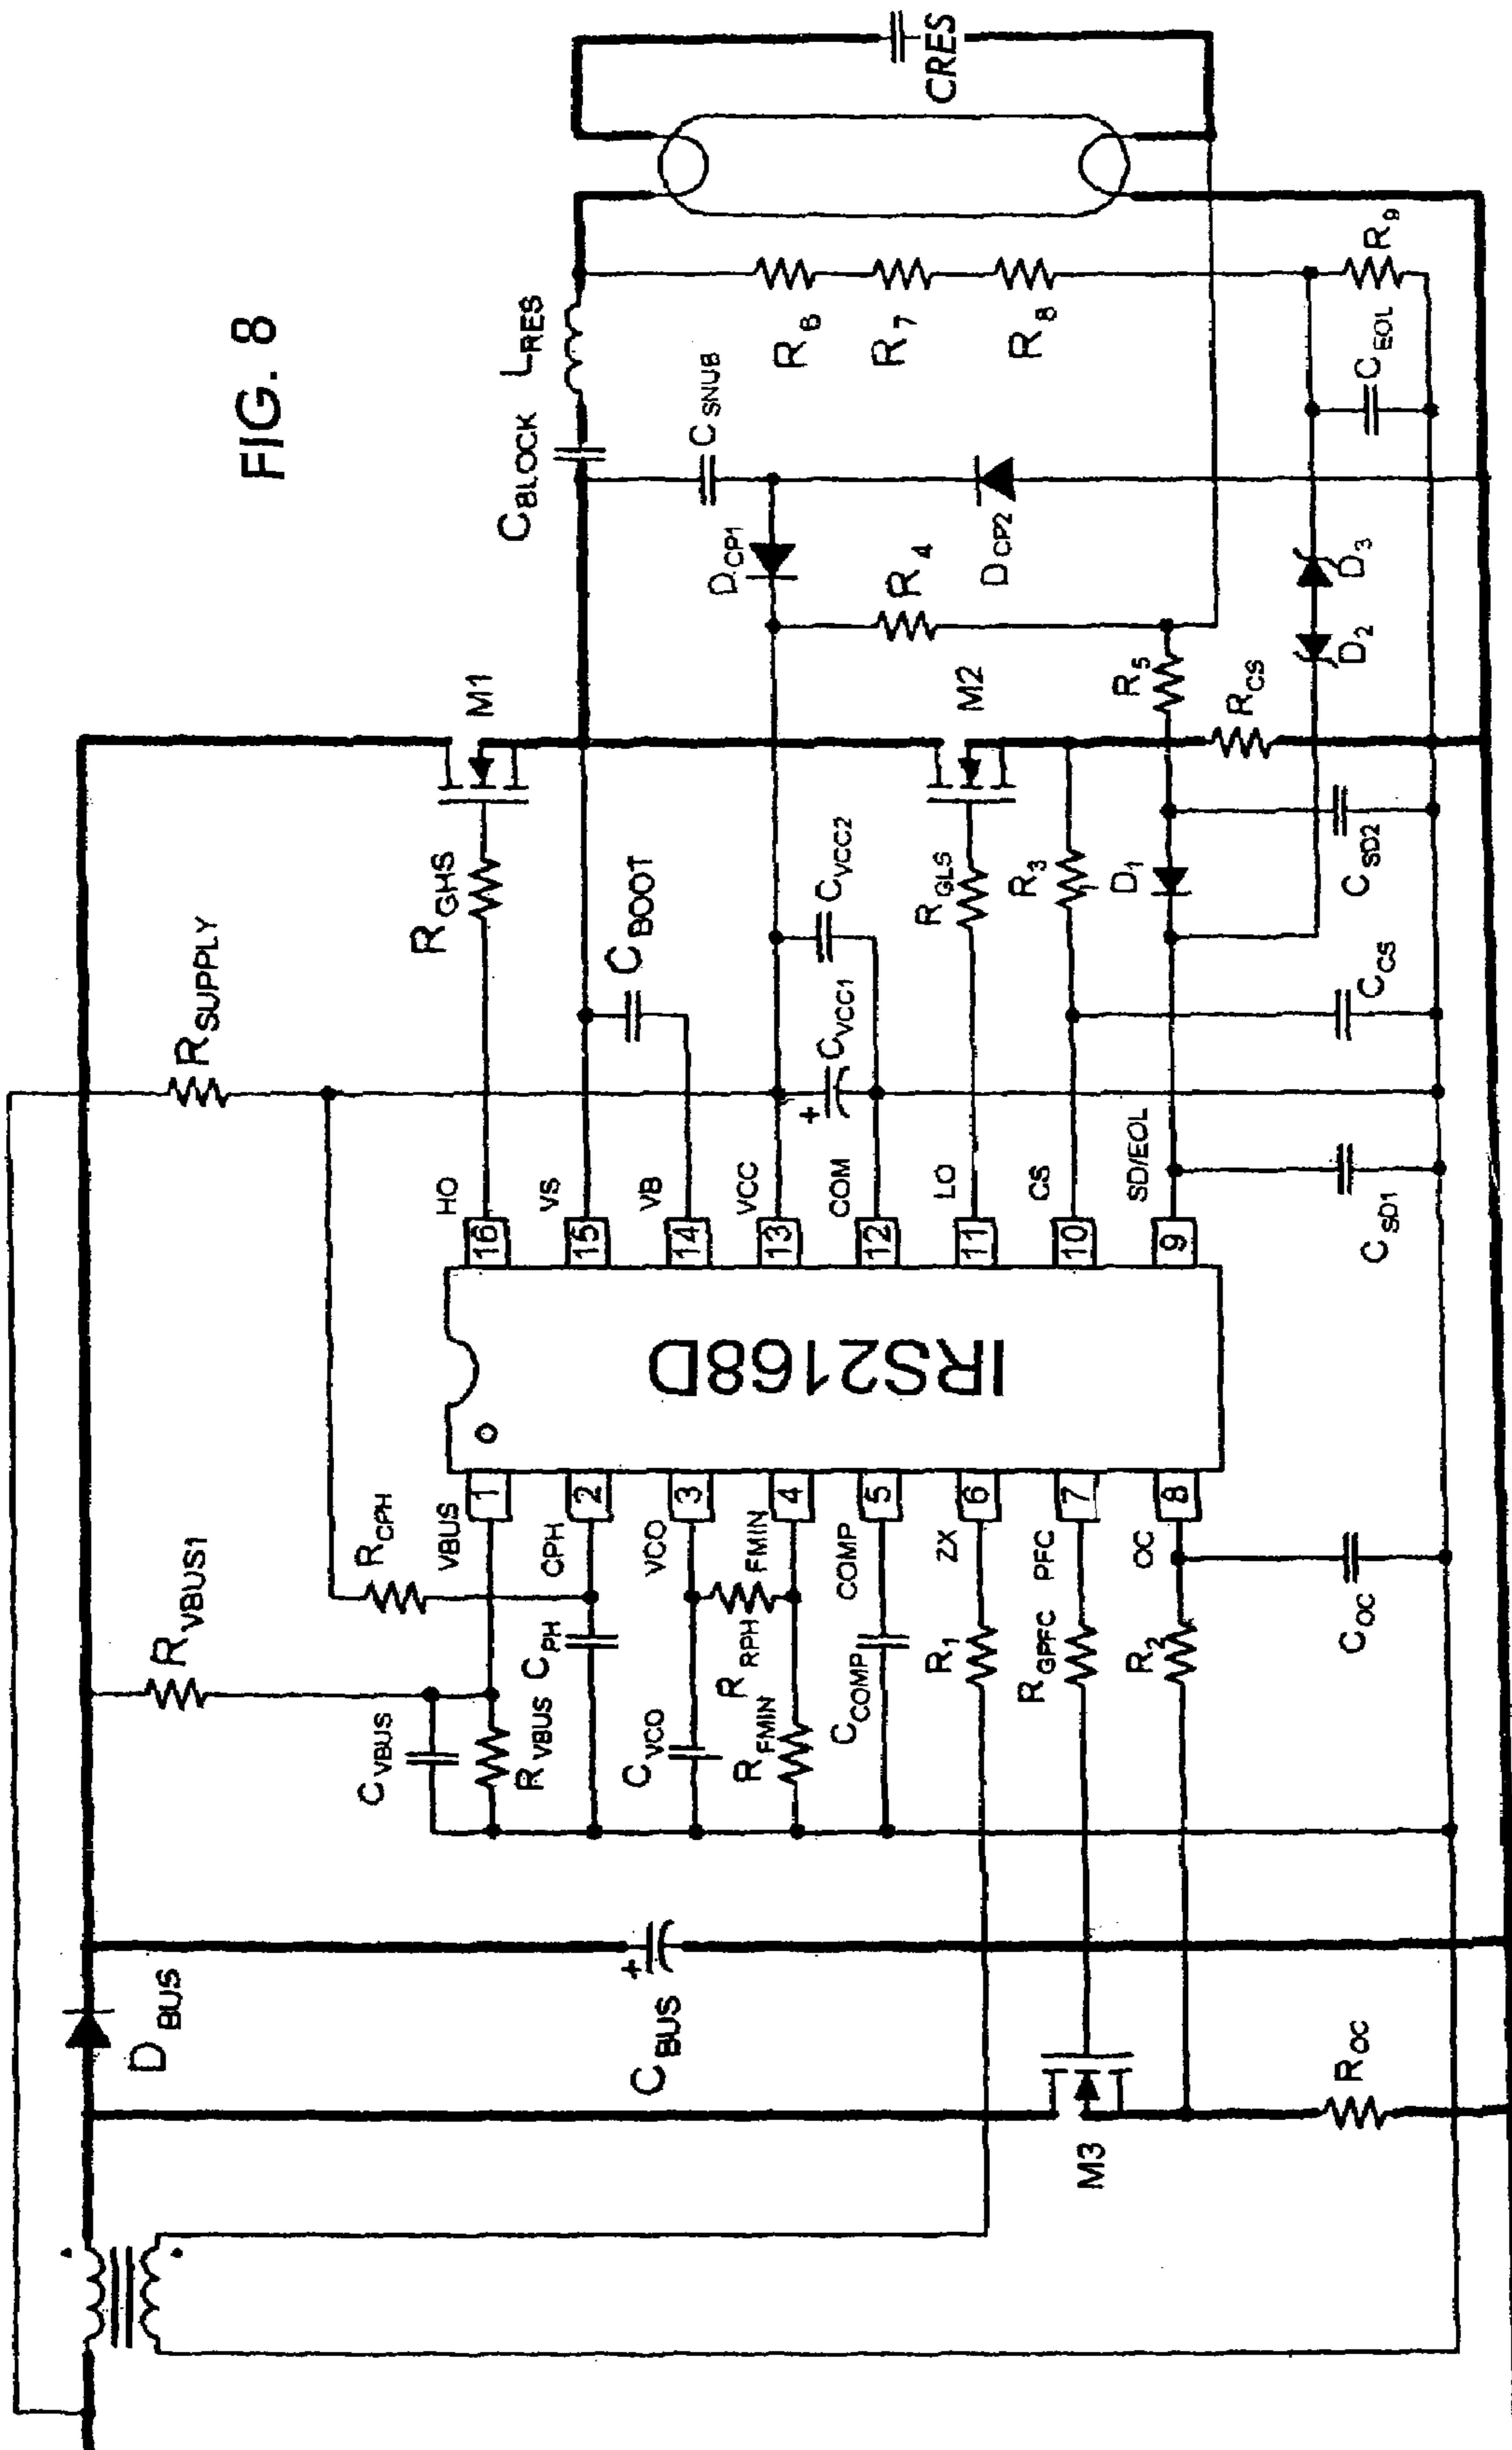 FIG. 8
R_SUPPLY
R_VBUS1
D_BUS
C_BUS
R_CPH
C_VBUS
R_VBUS
C_PH
C_VCO
R_RPH
R_FMIN
C_COMP
R_1
R_GPFC
R_2
C_OC
M3
R_OC
VBUS
CPH
VCO
FMIN
COMP
ZX
PFC
OC
1
2
3
4
5
6
7
8
IRS2168D
16
15
14
13
12
11
10
9
HO
VS
VB
VCC
COM
LO
CS
SD/EOL
R_GHS
M1
C_BOOT
C_VCC1
C_VCC2
R_GLS
M2
R_3
D_1
R_5
R_CS
C_SD1
C_CS
C_SD2
D_2
D_3
C_BLOCK
L_RES
C_SNUB
D_CP1
R_4
D_CP2
R_6
R_7
R_8
C_EOL
R_9
CRES
+
+